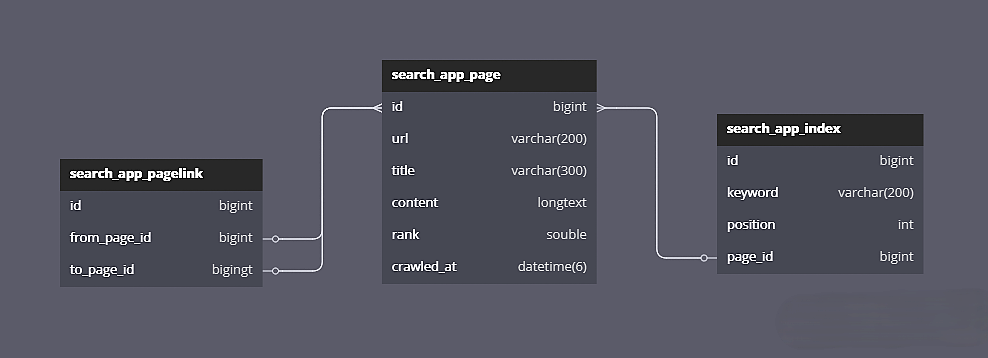 search_app_page
id bigint
url varchar(200)
title varchar(300)
content longtext
rank souble
crawled_at datetime(6)
search_app_pagelink
id bigint
from_page_id bigint
to_page_id bigingt
search_app_index
id bigint
keyword varchar(200)
position int
page_id bigint